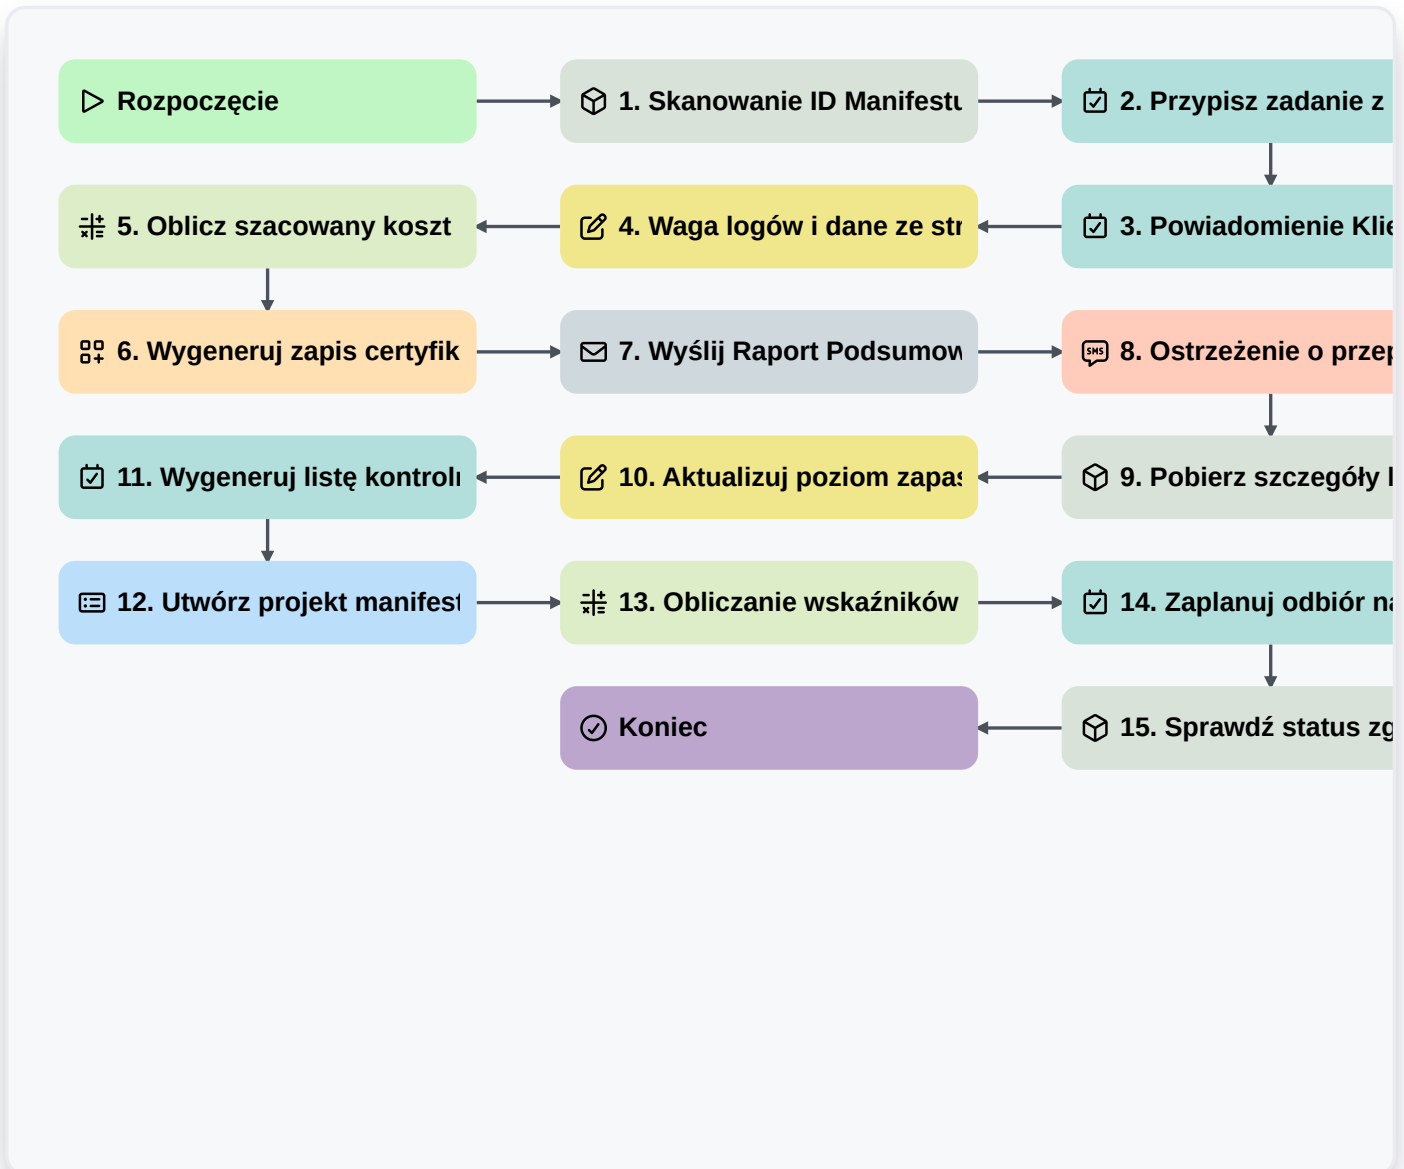 Rozpoczęcie
1. Skanowanie ID Manifestu
2. Przypisz zadanie z
5. Oblicz szacowany koszt
4. Waga logów i dane ze str
3. Powiadomienie Klie
6. Wygeneruj zapis certyfik
7. Wyślij Raport Podsumow
SMS
8. Ostrzeżenie o przep
11. Wygeneruj listę kontroln
10. Aktualizuj poziom zapas
9. Pobierz szczegóły
12. Utwórz projekt manifest
13. Obliczanie wskaźników
14. Zaplanuj odbiór na
Koniec
15. Sprawdź status zg